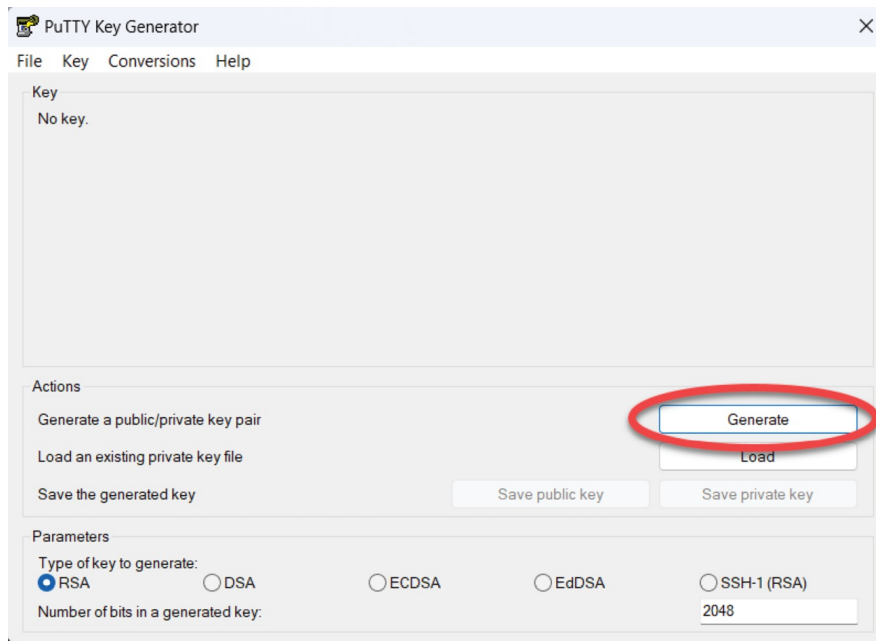 PuTTY Key Generator
File Key Conversions Help
Key
No key.
Actions
Generate a public/private key pair
Generate
Load an existing private key file
Load
Save the generated key
Save public key
Save private key
Parameters
Type of key to generate:
RSA DSA ECDSA EdDSA SSH-1 (RSA)
Number of bits in a generated key:
2048